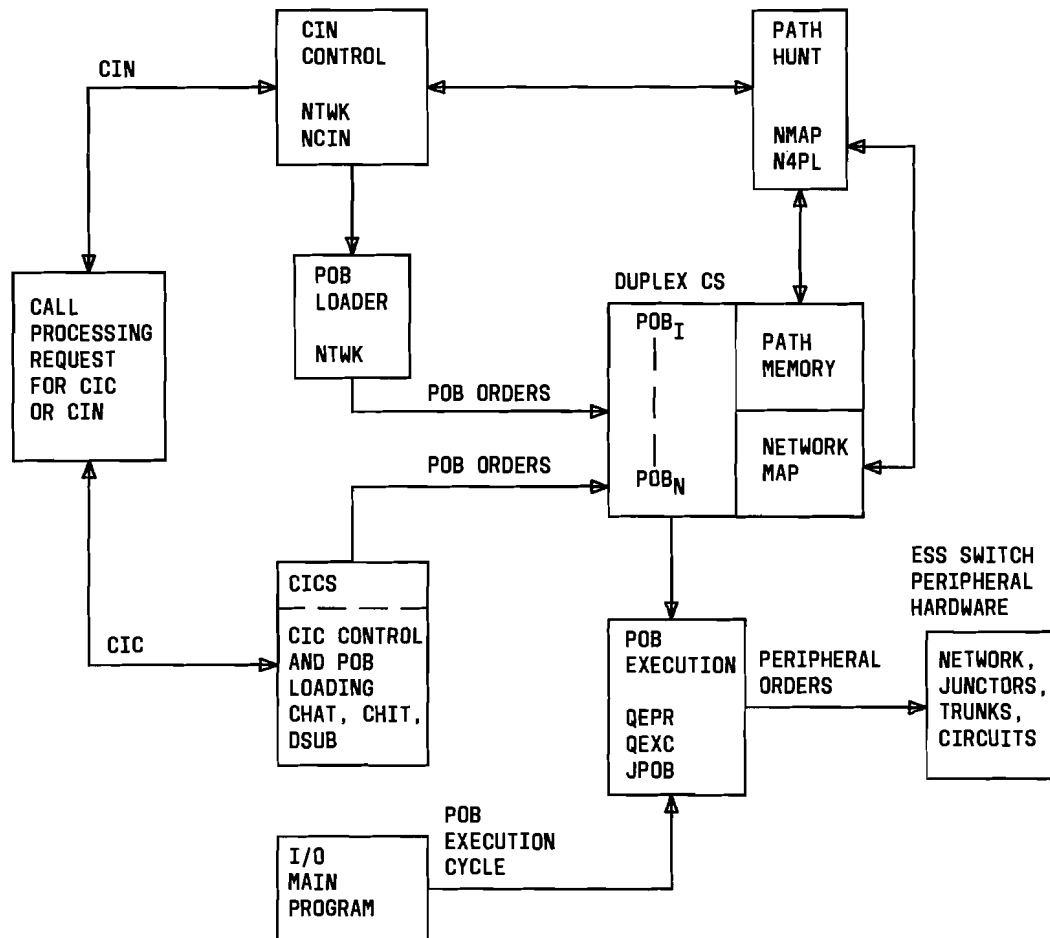 CIN
CONTROL
NTWK
NCIN
PATH
HUNT
NMAP
N4PL
CIN
CALL
PROCESSING
REQUEST
FOR CIC
OR CIN
POB
LOADER
NTWK
DUPLEX CS
POB_I
POB_N
PATH
MEMORY
NETWORK
MAP
POB ORDERS
POB ORDERS
CIC
CICS
CIC CONTROL
AND POB
LOADING
CHAT, CHIT,
DSUB
POB
EXECUTION
QEPR
QEXC
JPOB
PERIPHERAL
ORDERS
ESS SWITCH
PERIPHERAL
HARDWARE
NETWORK,
JUNCTORS,
TRUNKS,
CIRCUITS
I/O
MAIN
PROGRAM
POB
EXECUTION
CYCLE